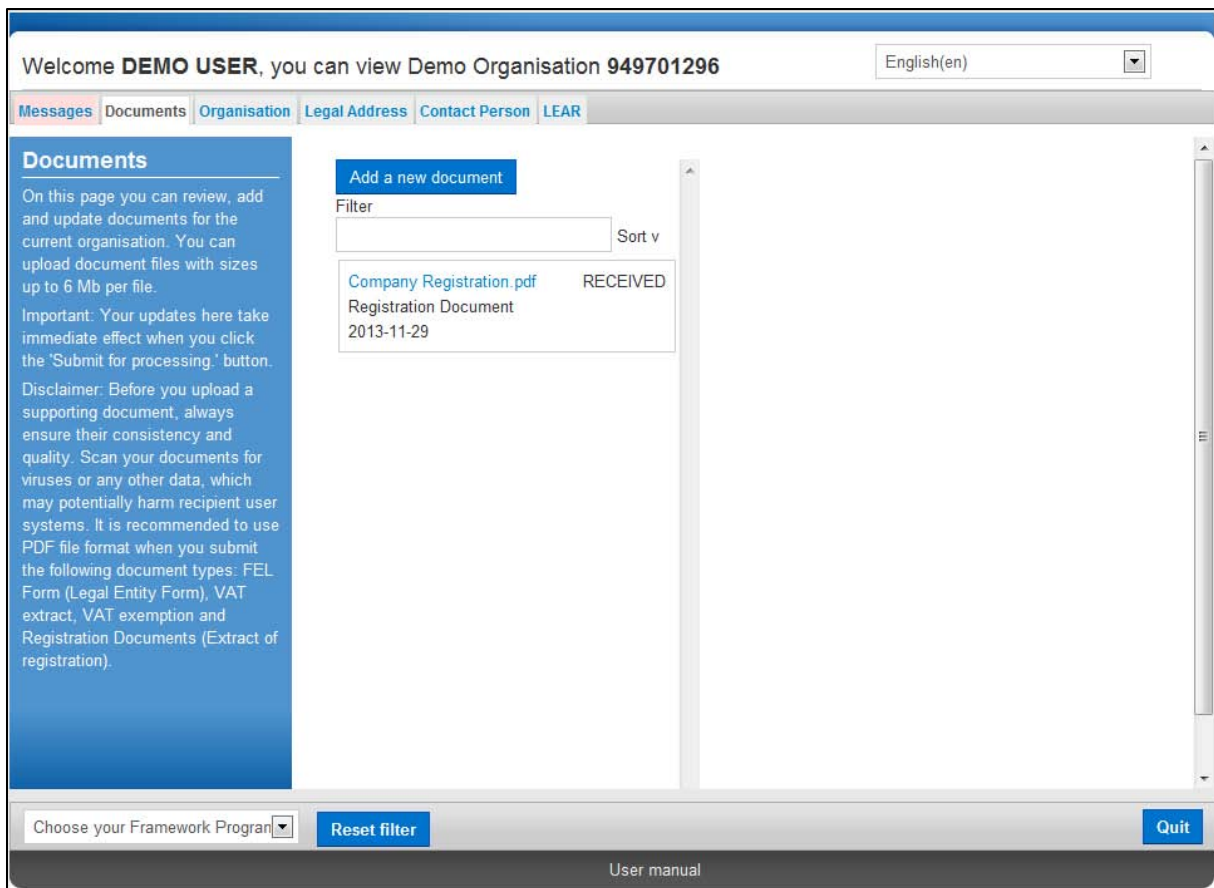 Welcome DEMO USER, you can view Demo Organisation 949701296
English(en)
Messages Documents Organisation Legal Address Contact Person LEAR
Documents
On this page you can review, add
and update documents for the
current organisation. You can
upload document files with sizes
up to 6 Mb per file.
Important: Your updates here take
immediate effect when you click
the 'Submit for processing.' button.
Disclaimer: Before you upload a
supporting document, always
ensure their consistency and
quality. Scan your documents for
viruses or any other data, which
may potentially harm recipient user
systems. It is recommended to use
PDF file format when you submit
the following document types: FEL
Form (Legal Entity Form), VAT
extract, VAT exemption and
Registration Documents (Extract of
registration).
Add a new document
Filter
Sort v
Company Registration.pdf RECEIVED
Registration Document
2013-11-29
Choose your Framework Progran
Reset filter
Quit
User manual